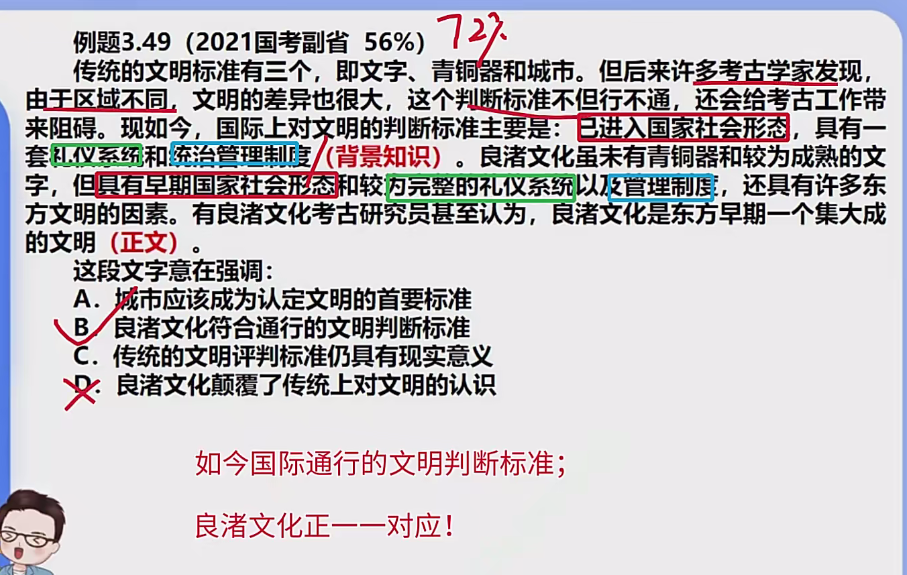 例题3.49（2021国考副省 56%）
72%
传统的文明标准有三个，即文字、青铜器和城市。但后来许多考古学家发现，
由于区域不同，文明的差异也很大，这个判断标准不但行不通，还会给考古工作带
来阻碍。现如今，国际上对文明的判断标准主要是：已进入国家社会形态，具有一
套礼仪系统和统治管理制度（背景知识）。良渚文化虽未有青铜器和较为成熟的文
字，但具有早期国家社会形态和较为完整的礼仪系统以及管理制度，还具有许多东
方文明的因素。有良渚文化考古研究员甚至认为，良渚文化是东方早期一个集大成
的文明（正文）。
这段文字意在强调：
A．城市应该成为认定文明的首要标准
B．良渚文化符合通行的文明判断标准
C．传统的文明评判标准仍具有现实意义
D．良渚文化颠覆了传统上对文明的认识
如今国际通行的文明判断标准；
良渚文化正一一对应！